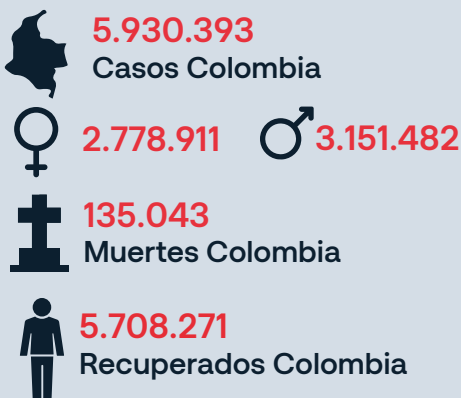 5.930.393
Casos Colombia
2.778.911 3.151.482
135.043
Muertes Colombia
5.708.271
Recuperados Colombia